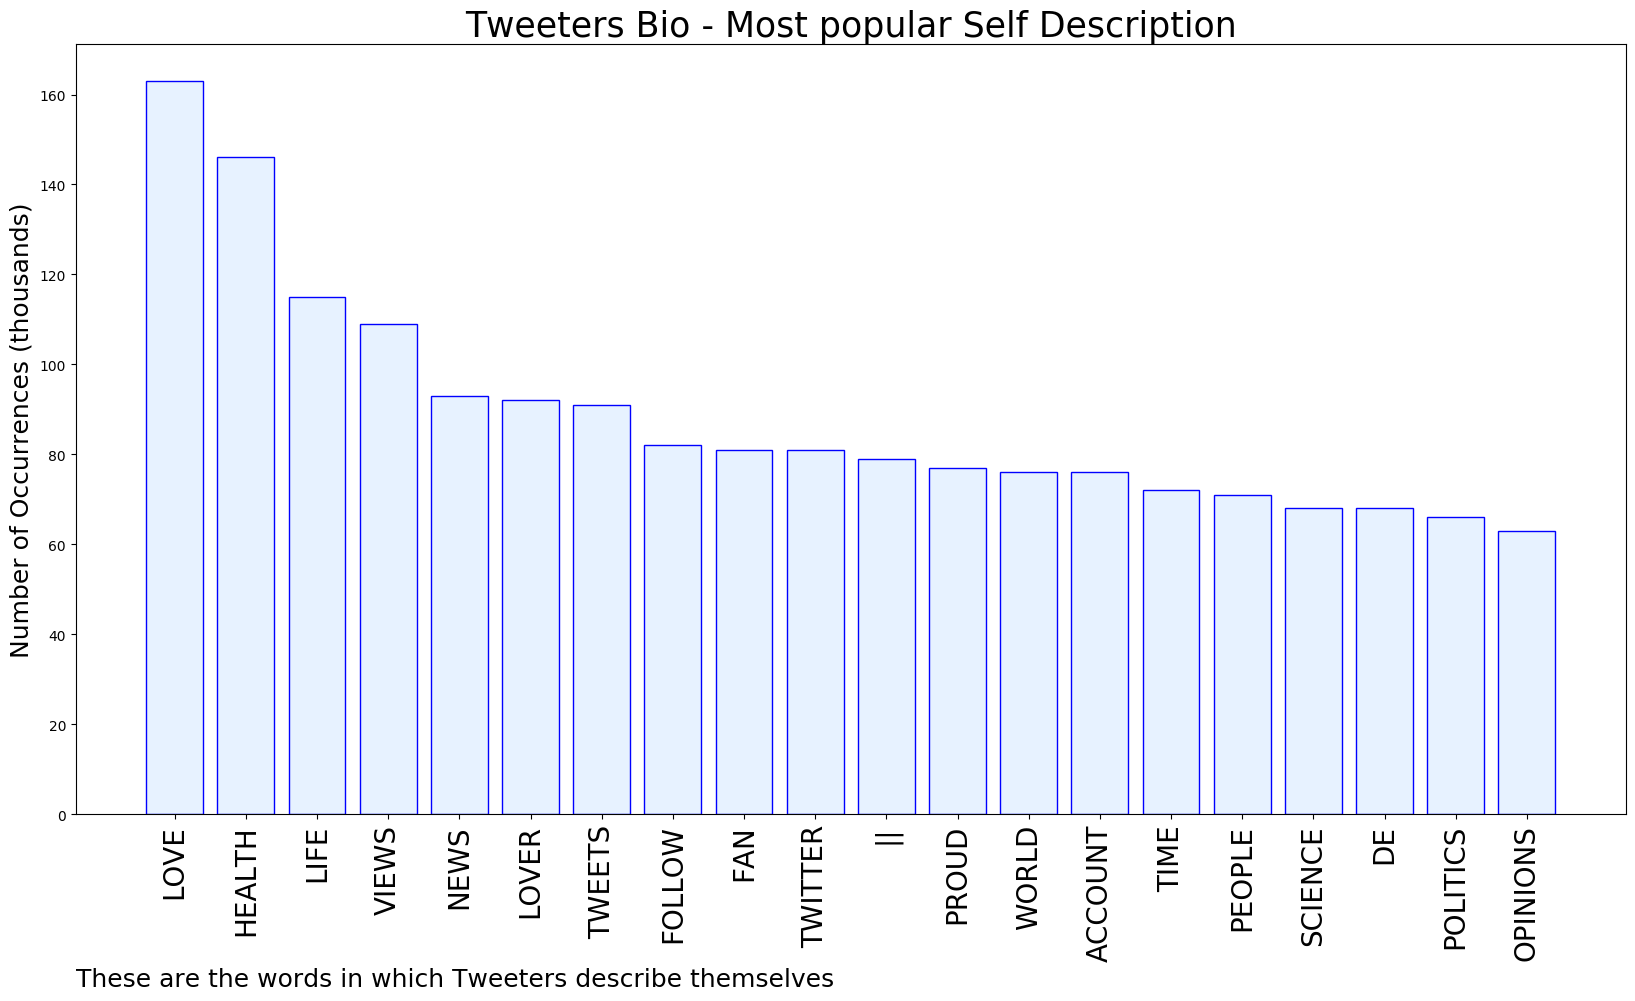 Tweeters Bio - Most popular Self Description
Number of Occurrences (thousands)
160
140
120
100
80
60
40
20
0
LOVE
HEALTH
LIFE
VIEWS
NEWS
LOVER
TWEETS
FOLLOW
FAN
TWITTER
||
PROUD
WORLD
ACCOUNT
TIME
PEOPLE
SCIENCE
DE
POLITICS
OPINIONS
These are the words in which Tweeters describe themselves